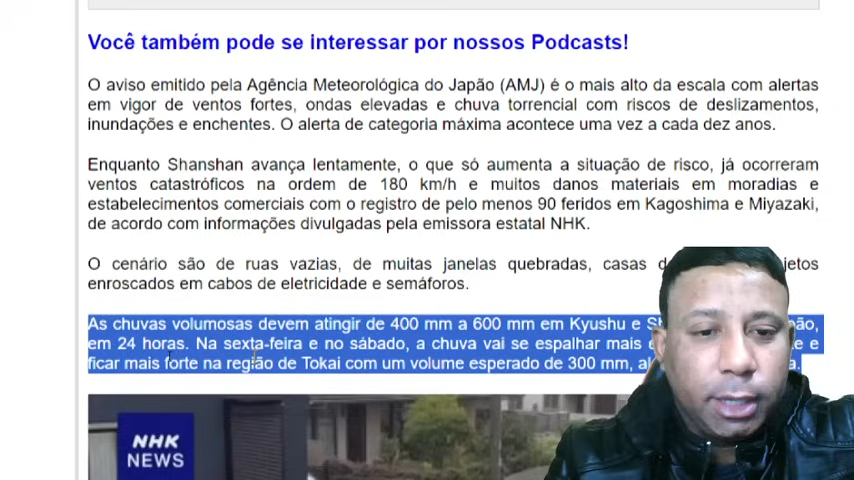 Você também pode se interessar por nossos Podcasts!
O aviso emitido pela Agência Meteorológica do Japão (AMJ) é o mais alto da escala com alertas
em vigor de ventos fortes, ondas elevadas e chuva torrencial com riscos de deslizamentos,
inundações e enchentes. O alerta de categoria máxima acontece uma vez a cada dez anos.
Enquanto Shanshan avança lentamente, o que só aumenta a situação de risco, já ocorreram
ventos catastróficos na ordem de 180 km/h e muitos danos materiais em moradias e
estabelecimentos comerciais com o registro de pelo menos 90 feridos em Kagoshima e Miyazaki,
de acordo com informações divulgadas pela emissora estatal NHK.
O cenário são de ruas vazias, de muitas janelas quebradas, casas
enroscados em cabos de eletricidade e semáforos.
As chuvas volumosas devem atingir de 400 mm a 600 mm em Kyushu e
em 24 horas. Na sexta-feira e no sábado, a chuva vai se espalhar mais e
ficar mais forte na região de Tokai com um volume esperado de 300 mm,
NHK
NEWS